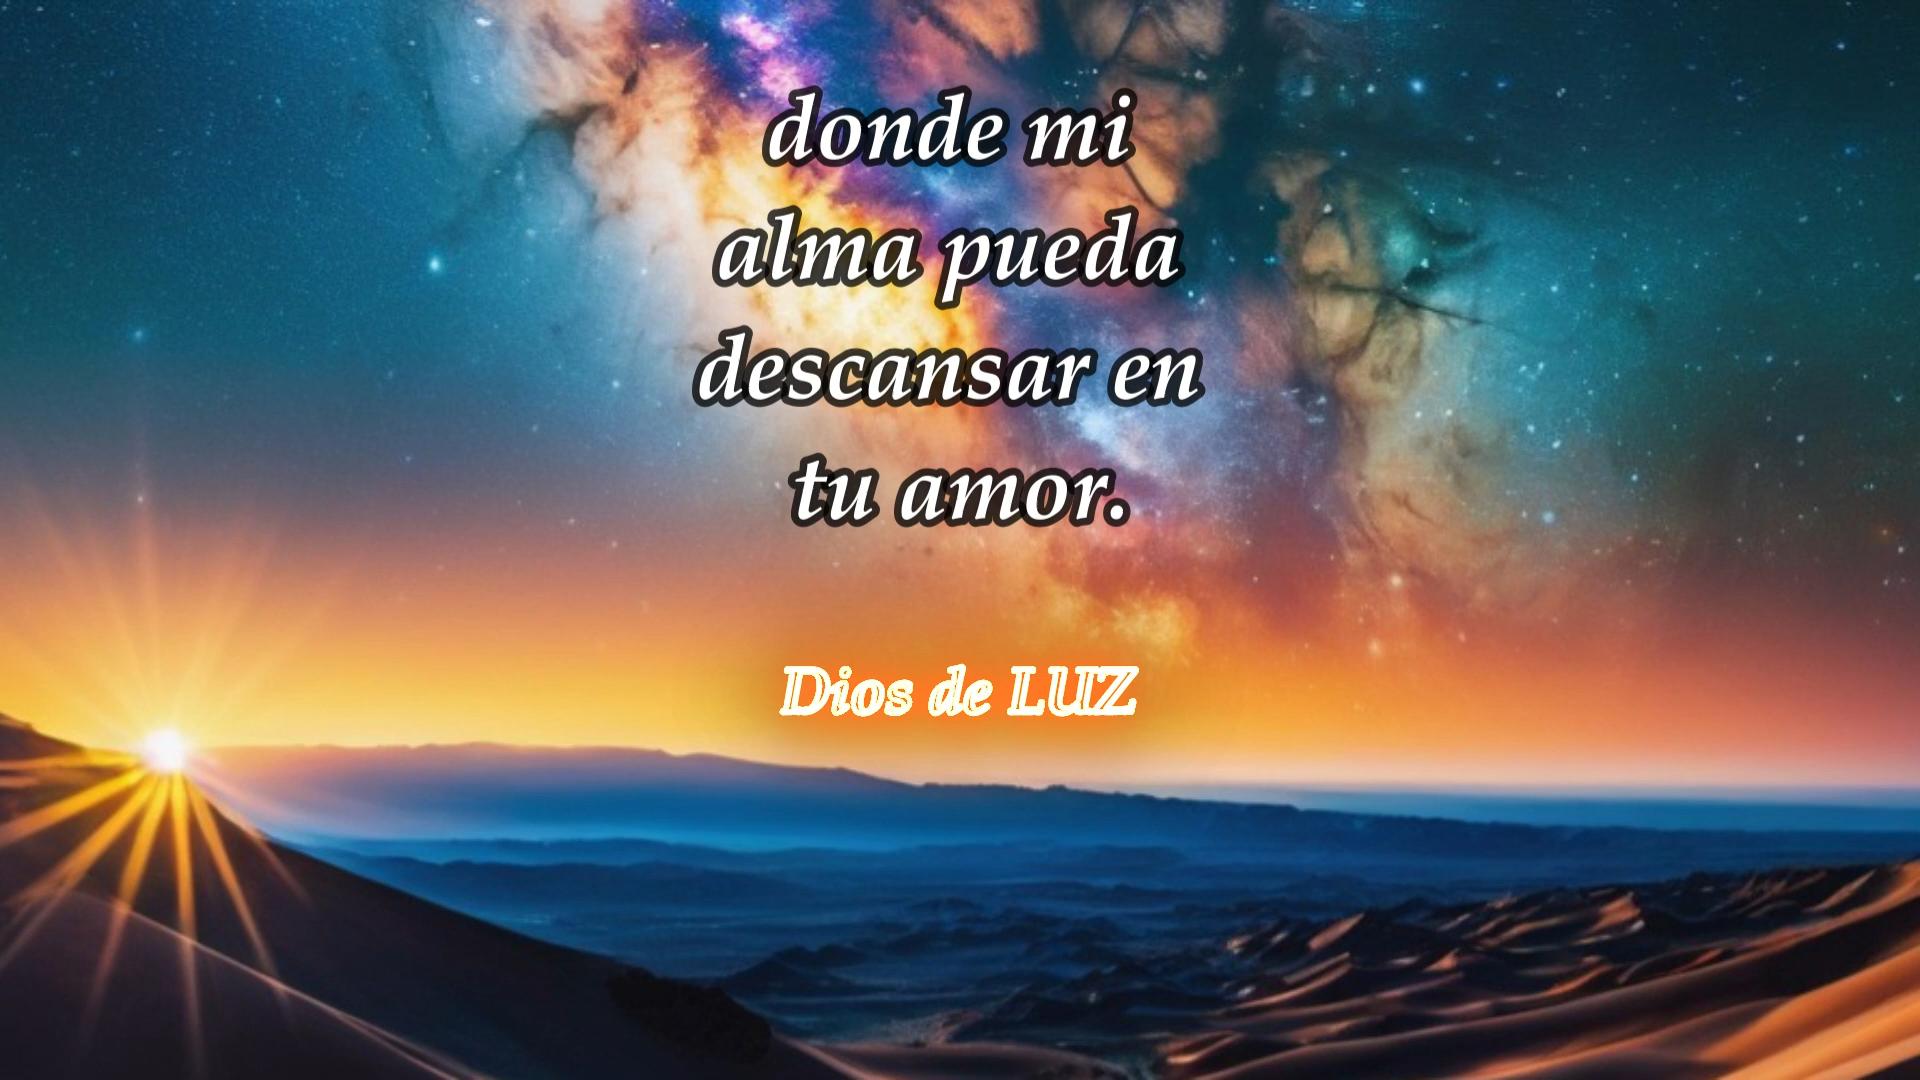 donde mi
alma pueda
descansar en
tu amor.
Dios de LUZ